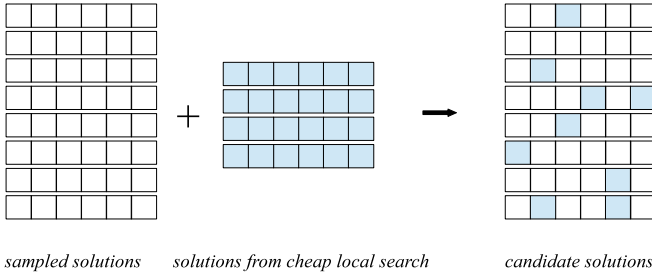 +
sampled solutions
solutions from cheap local search
candidate solutions